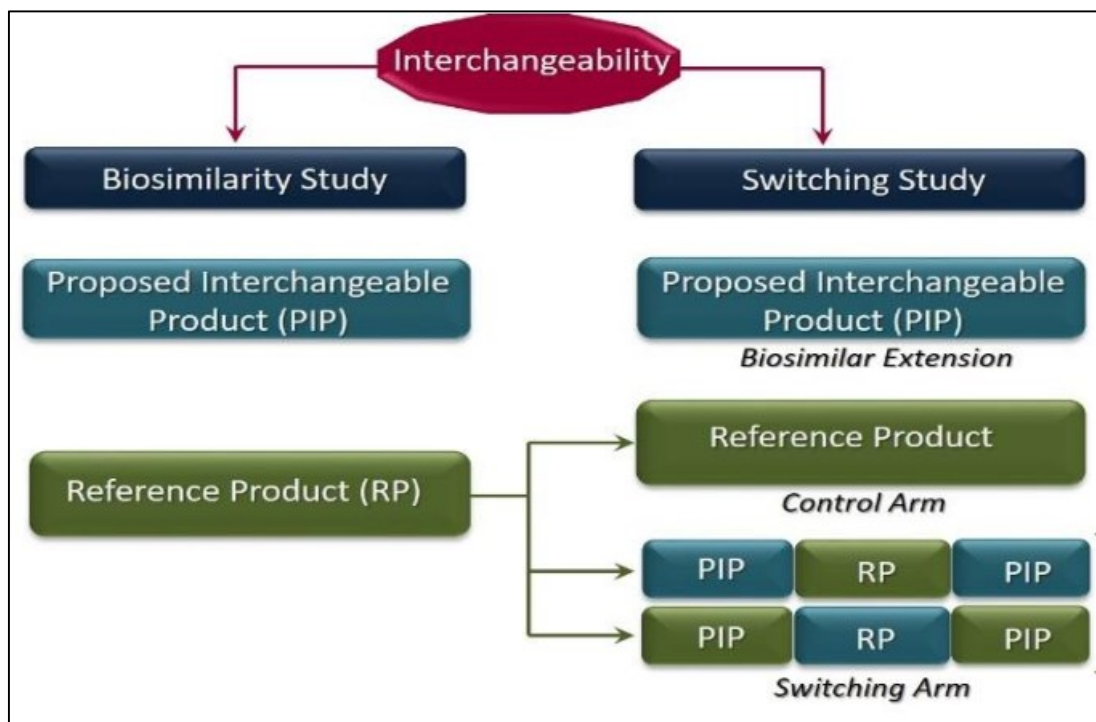 Interchangeability
Biosimilarity Study
Switching Study
Proposed Interchangeable
Product (PIP)
Proposed Interchangeable
Product (PIP)
Biosimilar Extension
Reference Product (RP)
Reference Product
Control Arm
PIP RP PIP
PIP RP PIP
Switching Arm